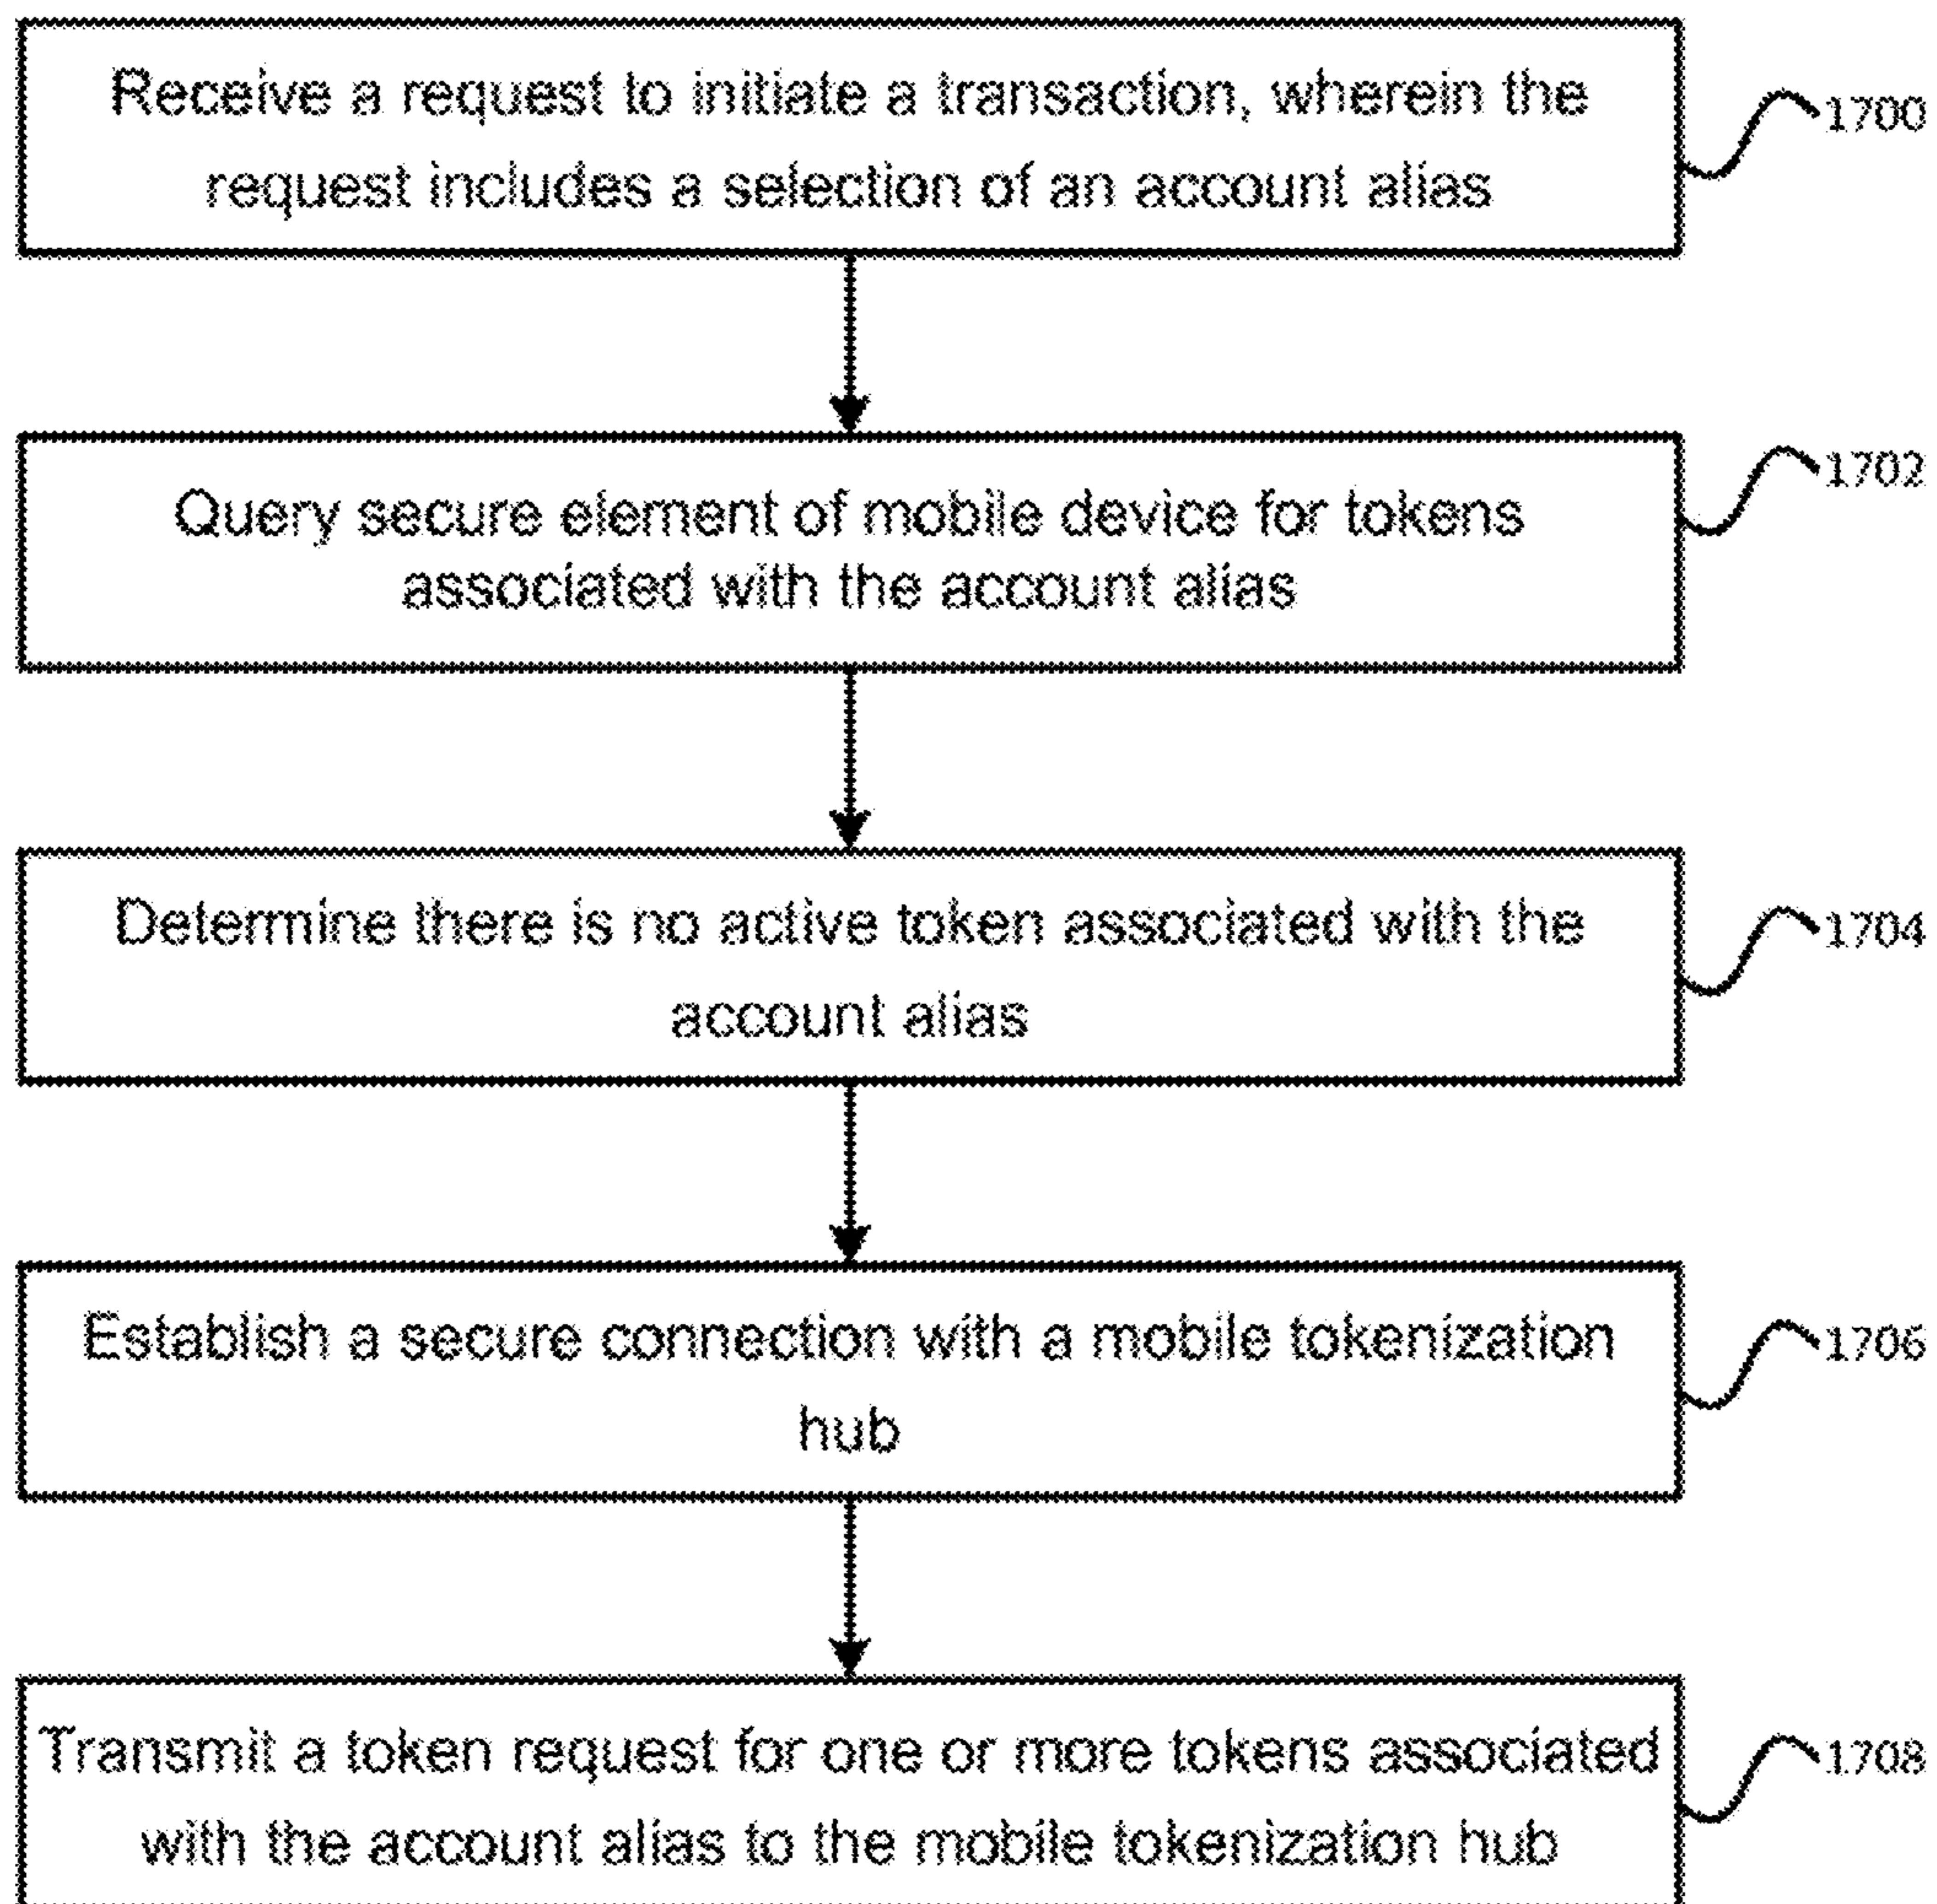 Receive a request to initiate a transaction, wherein the
request includes a selection of an account alias
1700
Query secure element of mobile device for tokens
associated with the account alias
1702
Determine there is no active token associated with the
account alias
1704
Establish a secure connection with a mobile tokenization
hub
1706
Transmit a token request for one or more tokens associated
with the account alias to the mobile tokenization hub
1708